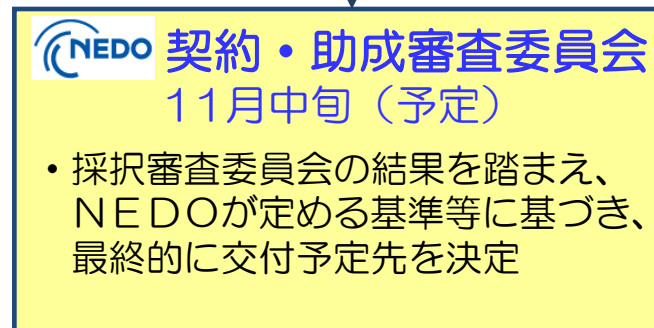 NEDO 契約・助成審査委員会
11月中旬（予定）
・採択審査委員会の結果を踏まえ、
ＮＥＤＯが定める基準等に基づき、
最終的に交付予定先を決定